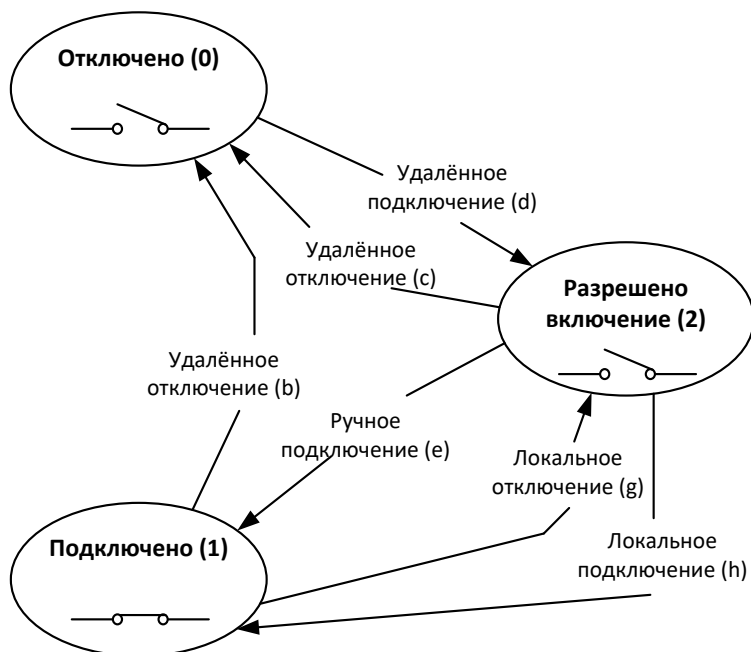 Отключено (0)
Удалённое
подключение (d)
Удалённое
отключение (c)
Разрешено
включение (2)
Удалённое
отключение (b)
Ручное
подключение (e)
Локальное
отключение (g)
Подключено (1)
Локальное
подключение (h)